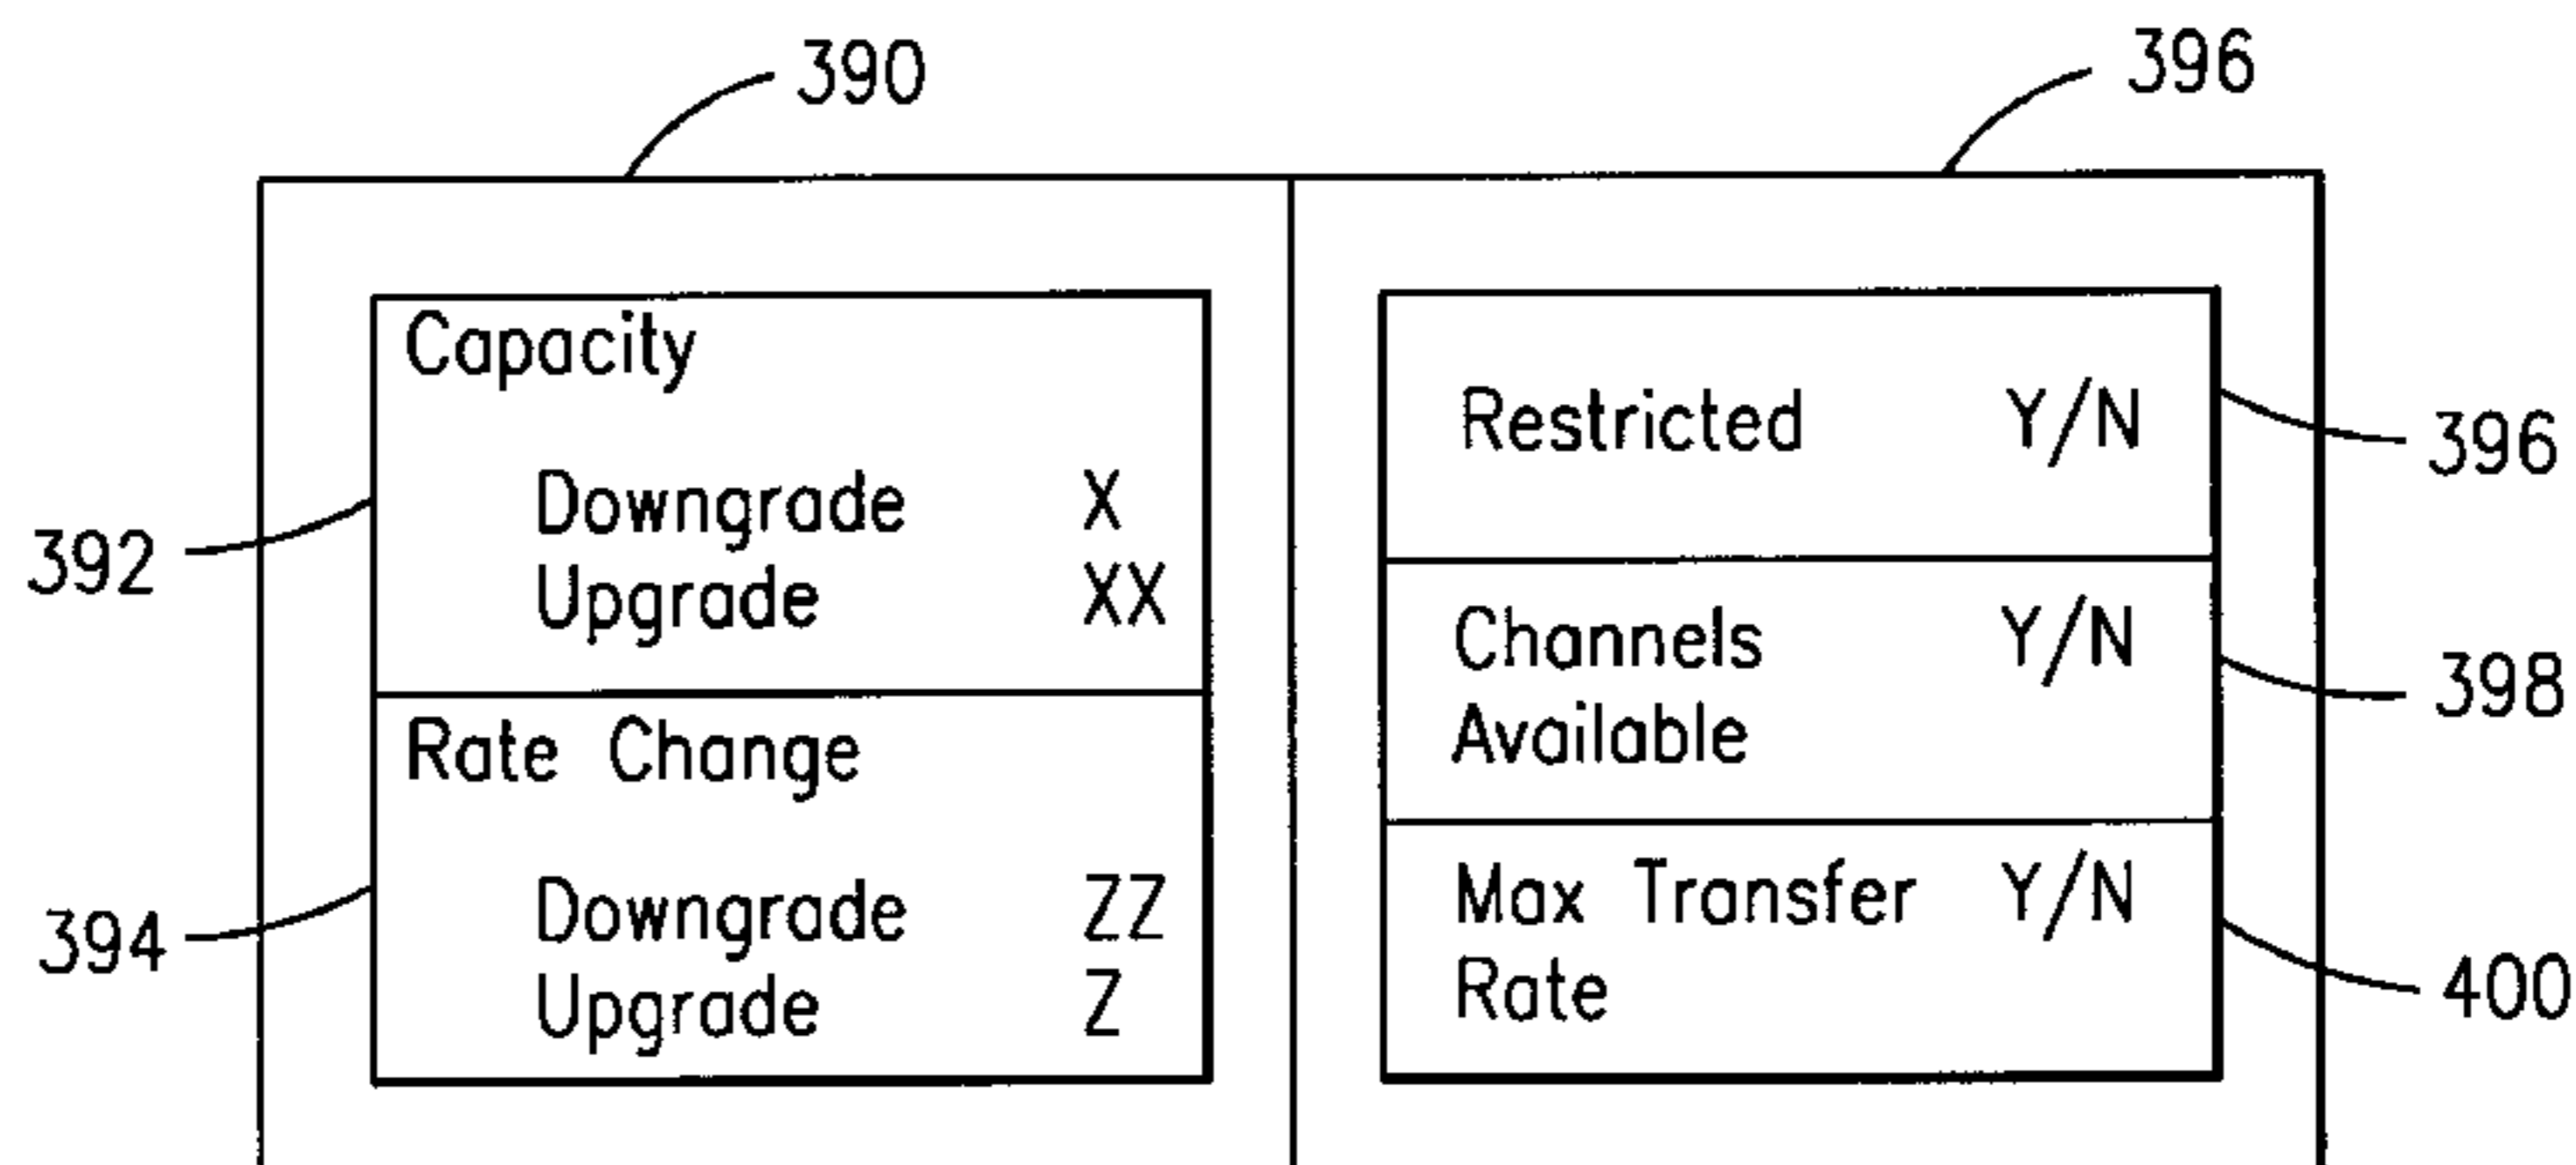 390
396
Capacity
Downgrade X
Upgrade XX
392
Rate Change
Downgrade ZZ
Upgrade Z
394
Restricted Y/N
396
Channels Y/N
Available
398
Max Transfer Y/N
Rate
400